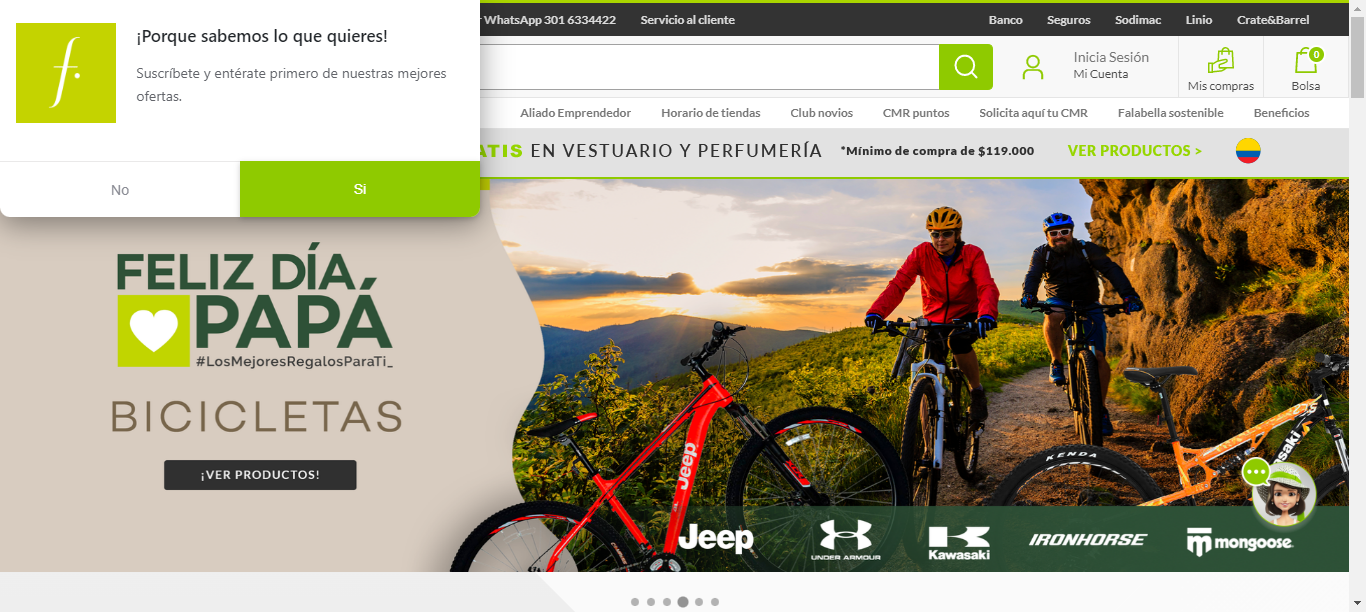 ¡Porque sabemos lo que quieres!
Suscríbete y entérate primero de nuestras mejores
ofertas.
No
Si
WhatsApp 301 6334422
Servicio al cliente
Banco
Seguros
Sodimac
Linio
Crate&Barrel
Inicia Sesión
Mi Cuenta
Mis compras
0
Bolsa
Aliado Emprendedor
Horario de tiendas
Club novios
CMR puntos
Solicita aquí tu CMR
Falabella sostenible
Beneficios
EN VESTUARIO Y PERFUMERÍA
*Mínimo de compra de $119.000
VER PRODUCTOS >
FELIZ DÍA
PAPÁ
#LosMejoresRegalosParaTi_
BICICLETAS
¡VER PRODUCTOS!
Jeep
KENDA
Jeep
UNDER ARMOUR
Kawasaki
IRONHORSE
mongoose